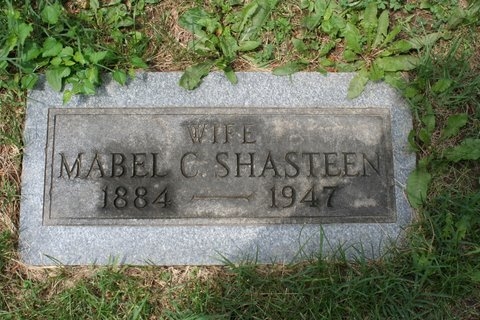 WIFE
MABEL C. SHASTEEN
1884 — 1947